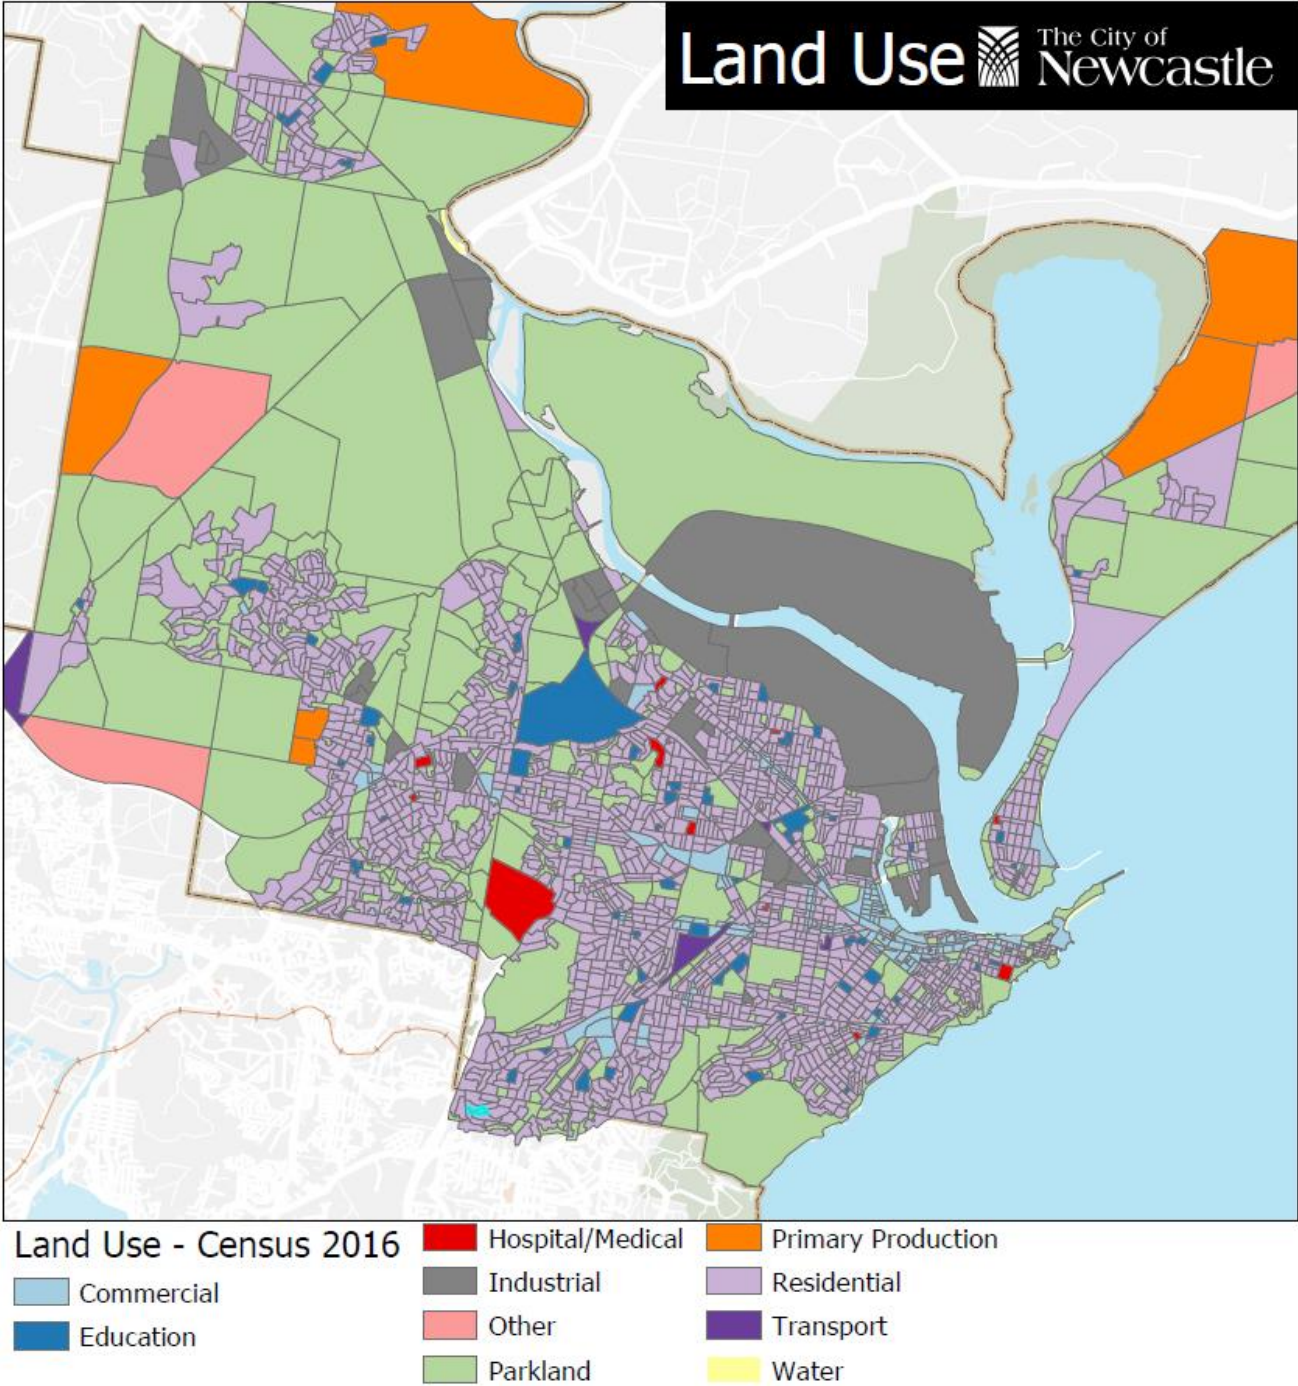 Land Use
The City of
Newcastle
Land Use - Census 2016
Commercial
Education
Hospital/Medical
Industrial
Other
Parkland
Primary Production
Residential
Transport
Water